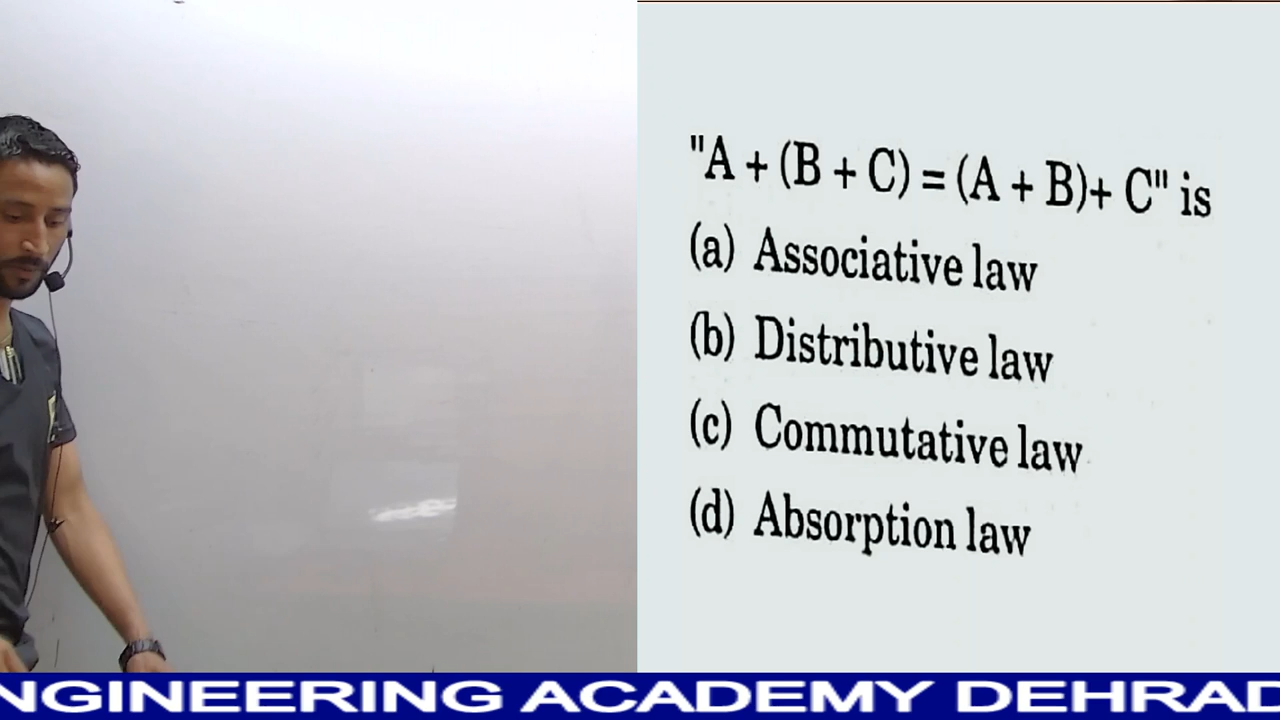 "A + (B + C) = (A + B)+ C" is
(a) Associative law
(b) Distributive law
(c) Commutative law
(d) Absorption law
NGINEERING ACADEMY DEHRAD